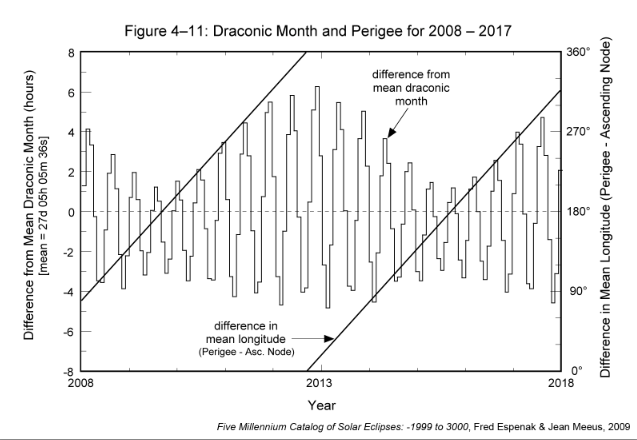 Figure 4–11: Draconic Month and Perigee for 2008 – 2017
Difference from Mean Draconic Month (hours)
[mean = 27d 05h 05m 36s]
8
6
4
2
0
-2
-4
-6
-8
difference from
mean draconic
month
difference in
mean longitude
(Perigee - Asc. Node)
360°
270°
180°
90°
0°
Difference in Mean Longitude (Perigee - Ascending Node)
2008
2013
2018
Year
Five Millennium Catalog of Solar Eclipses: -1999 to 3000, Fred Espenak & Jean Meeus, 2009